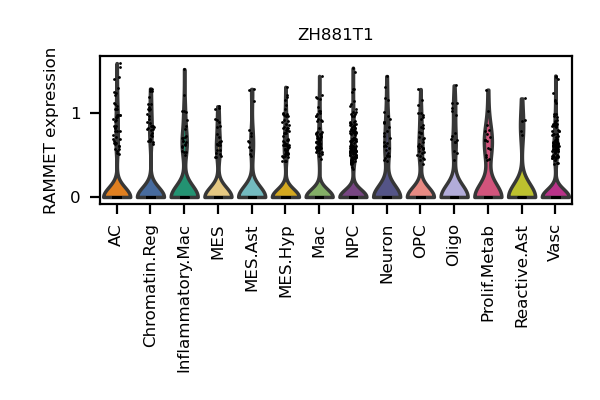 ZH881T1
RAMMET expression
1
0
AC
Chromatin.Reg
Inflammatory.Mac
MES
MES.Ast
MES.Hyp
Mac
NPC
Neuron
OPC
Oligo
Prolif.Metab
Reactive.Ast
Vasc